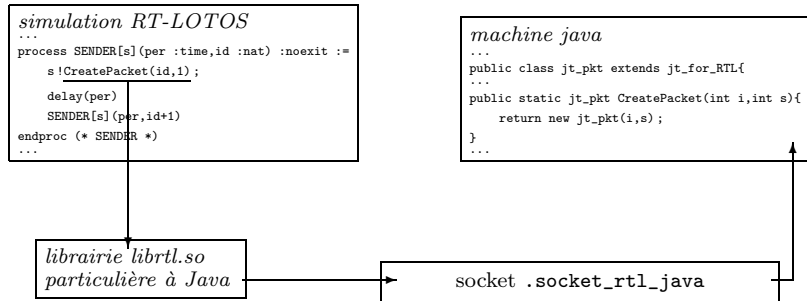 simulation RT-LOTOS
...
process SENDER[s](per :time,id :nat) :noexit :=
s !CreatePacket(id,1) ;
delay(per)
SENDER[s](per,id+1)
endproc (* SENDER *)
...
machine java
...
public class jt_pkt extends jt_for_RTL{
...
public static jt_pkt CreatePacket(int i,int s){
return new jt_pkt(i,s) ;
}
...
librairie librtl.so
particulière à Java
socket .socket_rtl_java